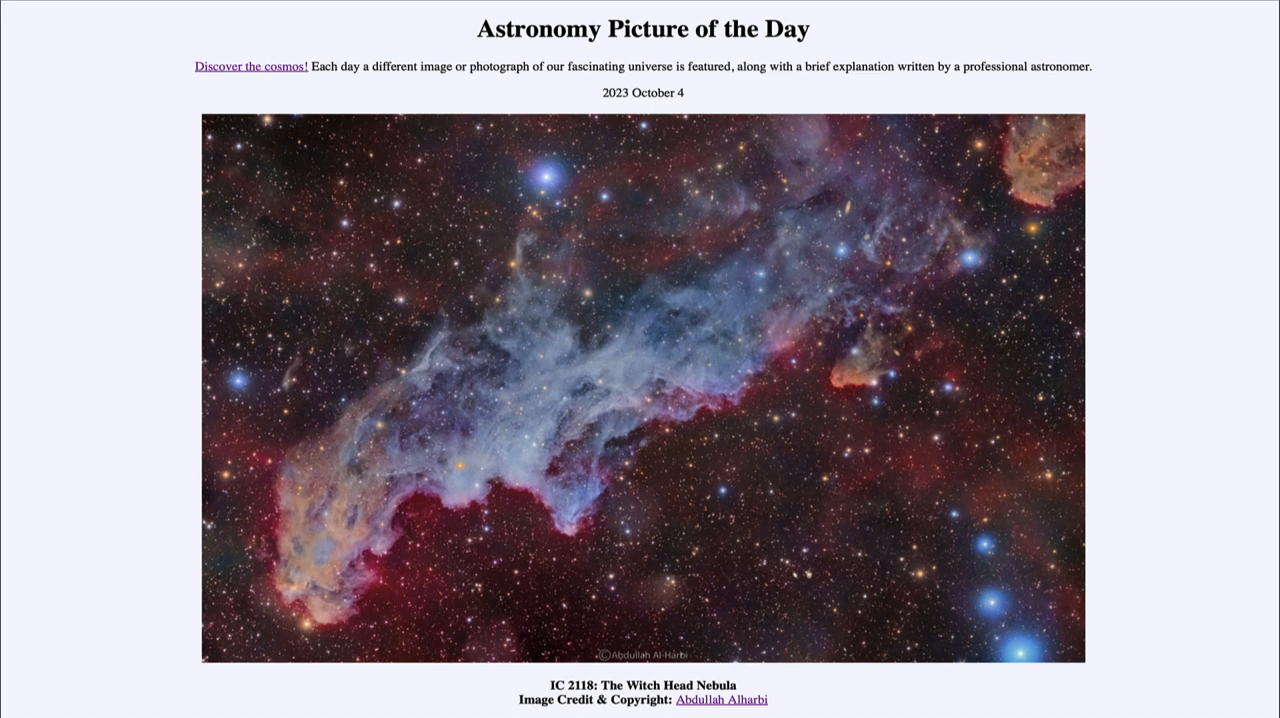 Astronomy Picture of the Day
Discover the cosmos! Each day a different image or photograph of our fascinating universe is featured, along with a brief explanation written by a professional astronomer.
2023 October 4
©Abdullah Al-Harbi
IC 2118: The Witch Head Nebula
Image Credit & Copyright: Abdullah Alharbi